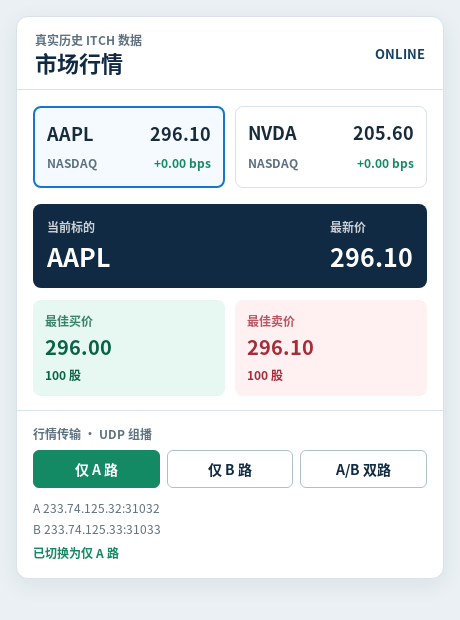 真实历史 ITCH 数据
市场行情
ONLINE
AAPL 296.10
NASDAQ +0.00 bps
NVDA 205.60
NASDAQ +0.00 bps
当前标的 最新价
AAPL 296.10
最佳买价
296.00
100 股
最佳卖价
296.10
100 股
行情传输 · UDP 组播
仅 A 路 仅 B 路 A/B 双路
A 233.74.125.32:31032
B 233.74.125.33:31033
已切换为仅 A 路